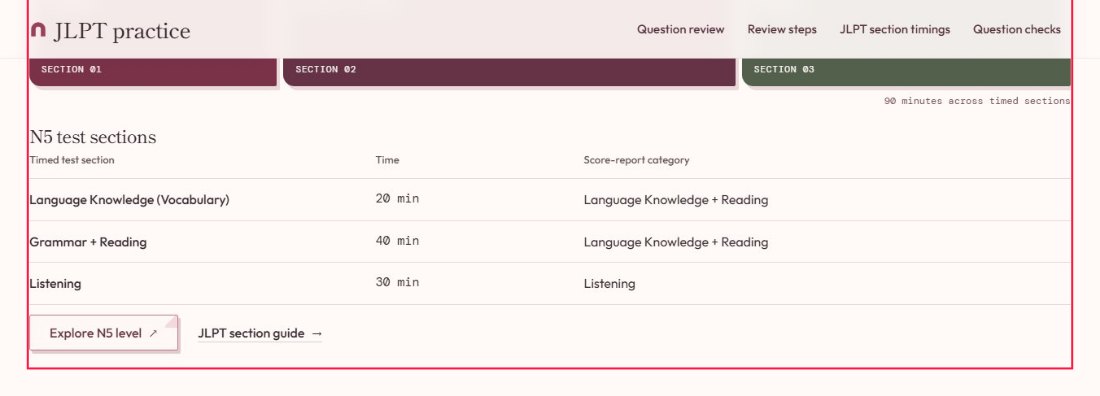 JLPT practice
Question review
Review steps
JLPT section timings
Question checks
SECTION 01
SECTION 02
SECTION 03
90 minutes across timed sections
N5 test sections
Timed test section Time Score-report category
Language Knowledge (Vocabulary) 20 min Language Knowledge + Reading
Grammar + Reading 40 min Language Knowledge + Reading
Listening 30 min Listening
Explore N5 level ↗
JLPT section guide →